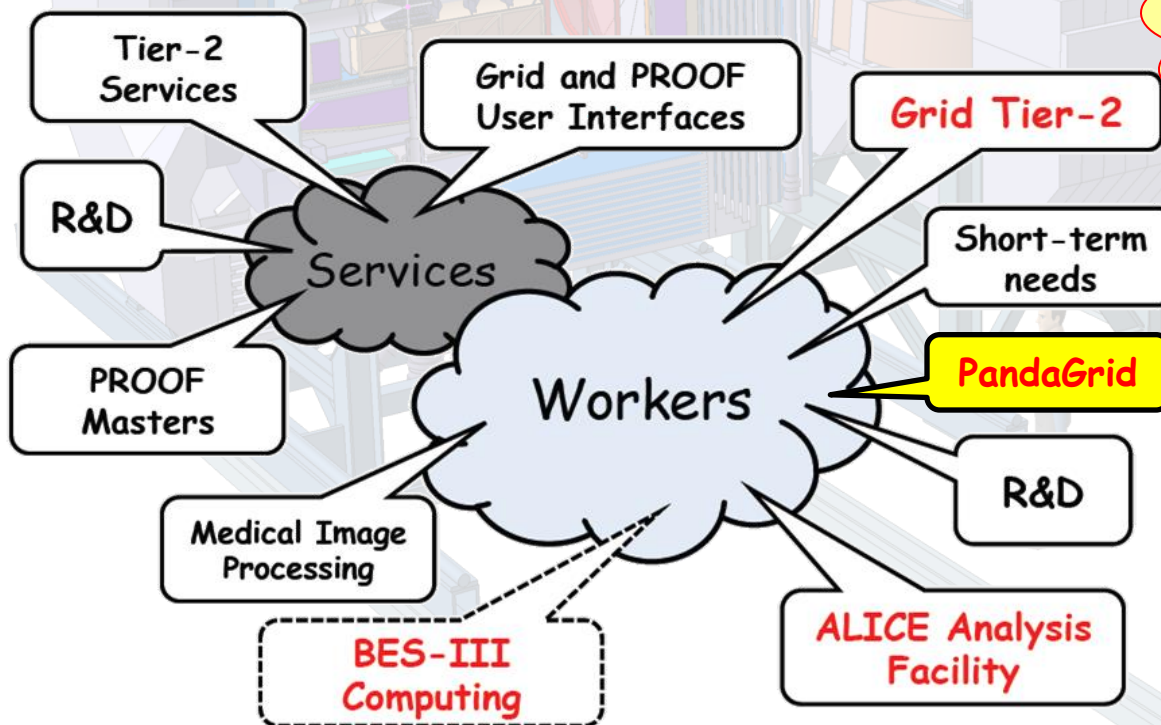 Tier-2
Services
Grid and PROOF
User Interfaces
Grid Tier-2
R&D
Services
Short-term
needs
PROOF
Masters
Workers
PandaGrid
R&D
Medical Image
Processing
BES-III
Computing
ALICE Analysis
Facility